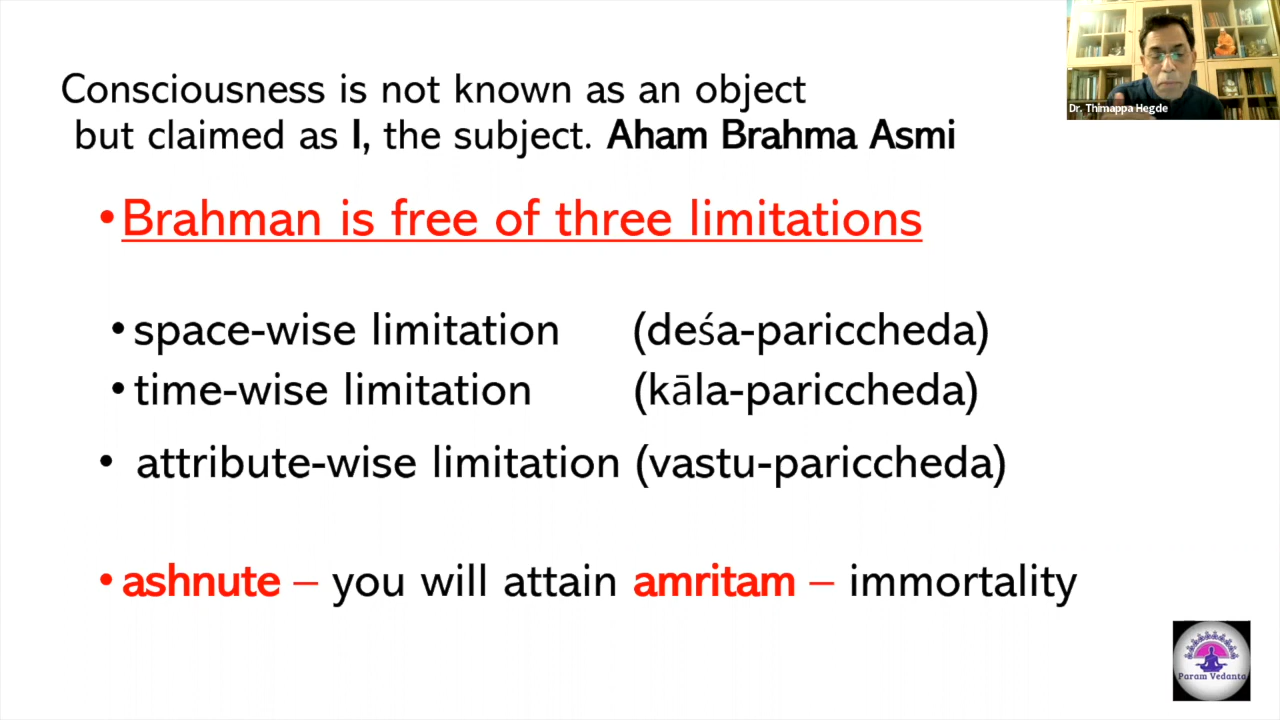 Dr. Thimappa Hegde
Consciousness is not known as an object
but claimed as I, the subject. Aham Brahma Asmi
•Brahman is free of three limitations
•space-wise limitation (deśa-pariccheda)
•time-wise limitation (kāla-pariccheda)
• attribute-wise limitation (vastu-pariccheda)
•ashnute – you will attain amritam – immortality
Param Vedanta